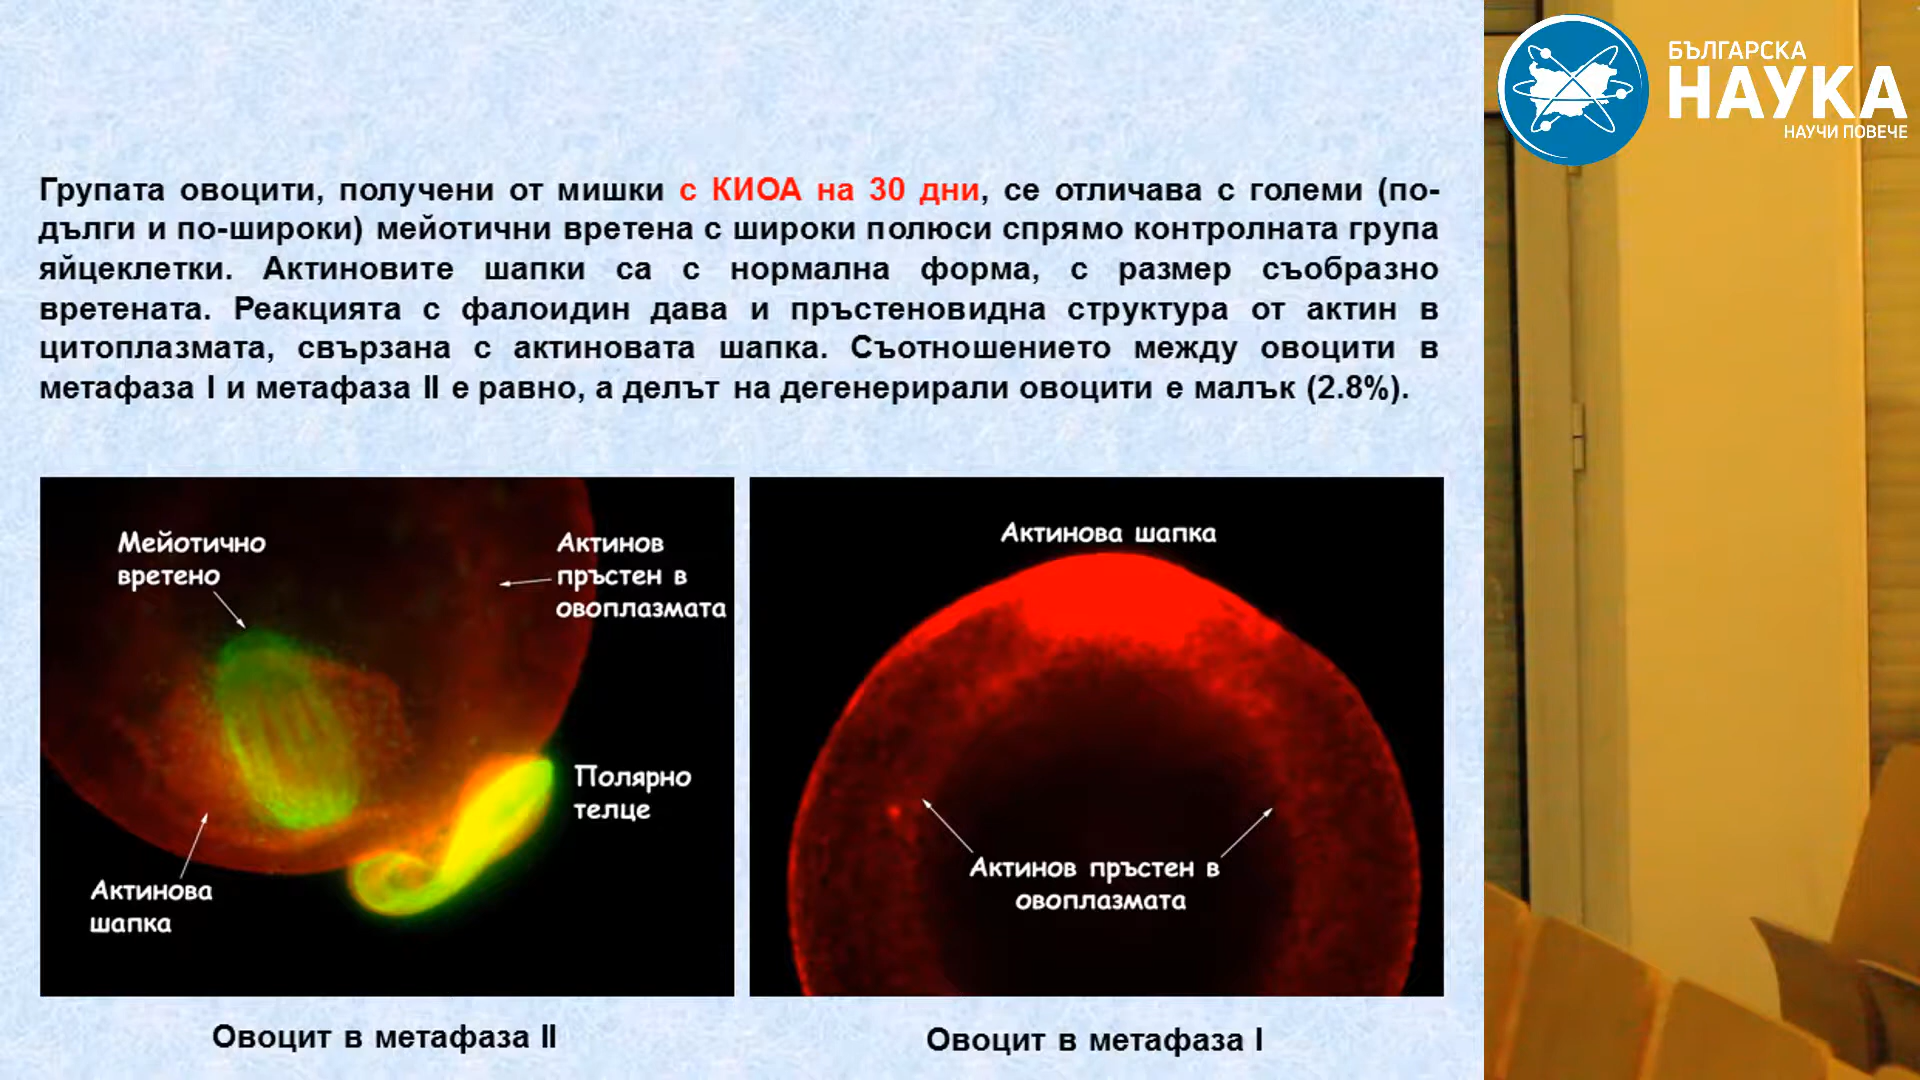 БЪЛГАРСКА
НАУКА
НАУЧИ ПОВЕЧЕ
Групата овоцити, получени от мишки с КИОА на 30 дни, се отличава с големи (по-
дълги и по-широки) мейотични вретена с широки полюси спрямо контролната група
яйцеклетки. Актиновите шапки са с нормална форма, с размер съобразно
вретената. Реакцията с фалоидин дава и пръстеновидна структура от актин в
цитоплазмата, свързана с актиновата шапка. Съотношението между овоцити в
метафаза I и метафаза II е равно, а делът на дегенерирали овоцити е малък (2.8%).
Мейотично
вретено
Актинов
пръстен в
овоплазмата
Полярно
телце
Актинова
шапка
Актинова шапка
Актинов пръстен в
овоплазмата
Овоцит в метафаза II
Овоцит в метафаза I